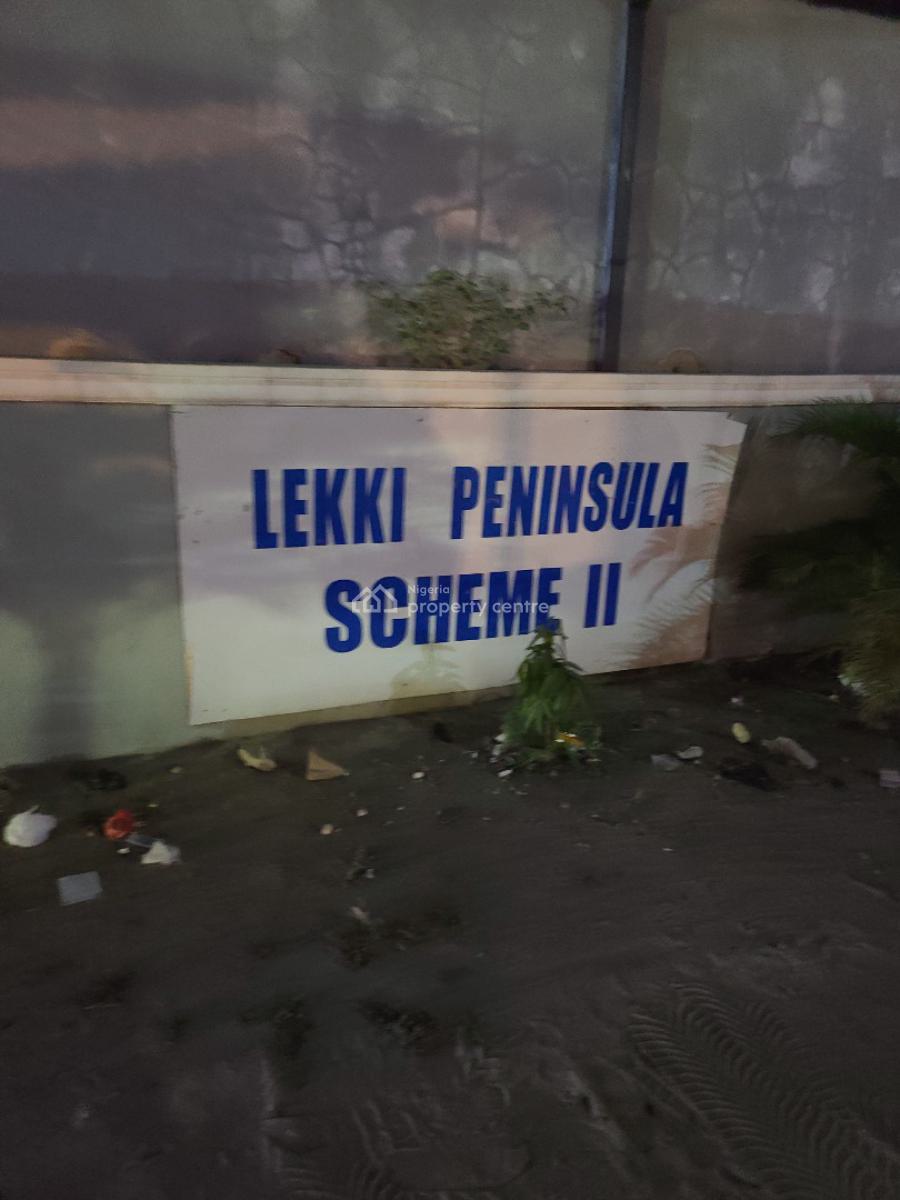 LEKKI PENINSULA
SCHEME II
Nigeria
property centre